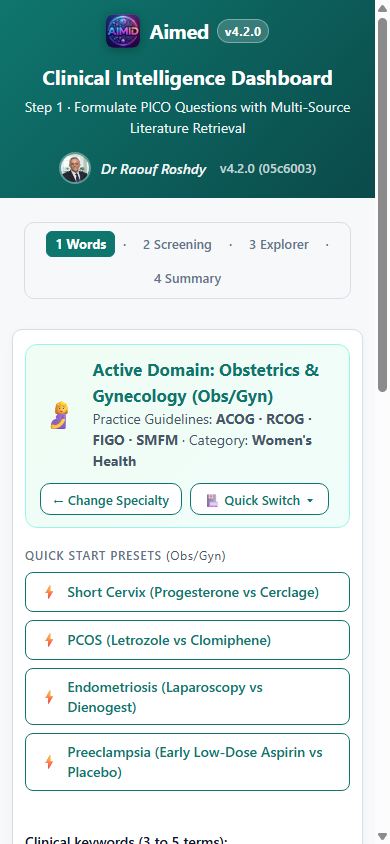 AIMID
Aimed v4.2.0
Clinical Intelligence Dashboard
Step 1 · Formulate PICO Questions with Multi-Source
Literature Retrieval
Dr Raouf Roshdy v4.2.0 (05c6003)
1 Words · 2 Screening · 3 Explorer ·
4 Summary
Active Domain: Obstetrics &
Gynecology (Obs/Gyn)
Practice Guidelines: ACOG · RCOG ·
FIGO · SMFM · Category: Women's
Health
← Change Specialty Quick Switch
QUICK START PRESETS (Obs/Gyn)
Short Cervix (Progesterone vs Cerclage)
PCOS (Letrozole vs Clomiphene)
Endometriosis (Laparoscopy vs
Dienogest)
Preeclampsia (Early Low-Dose Aspirin vs
Placebo)
Clinical keywords (3 to 5 terms):